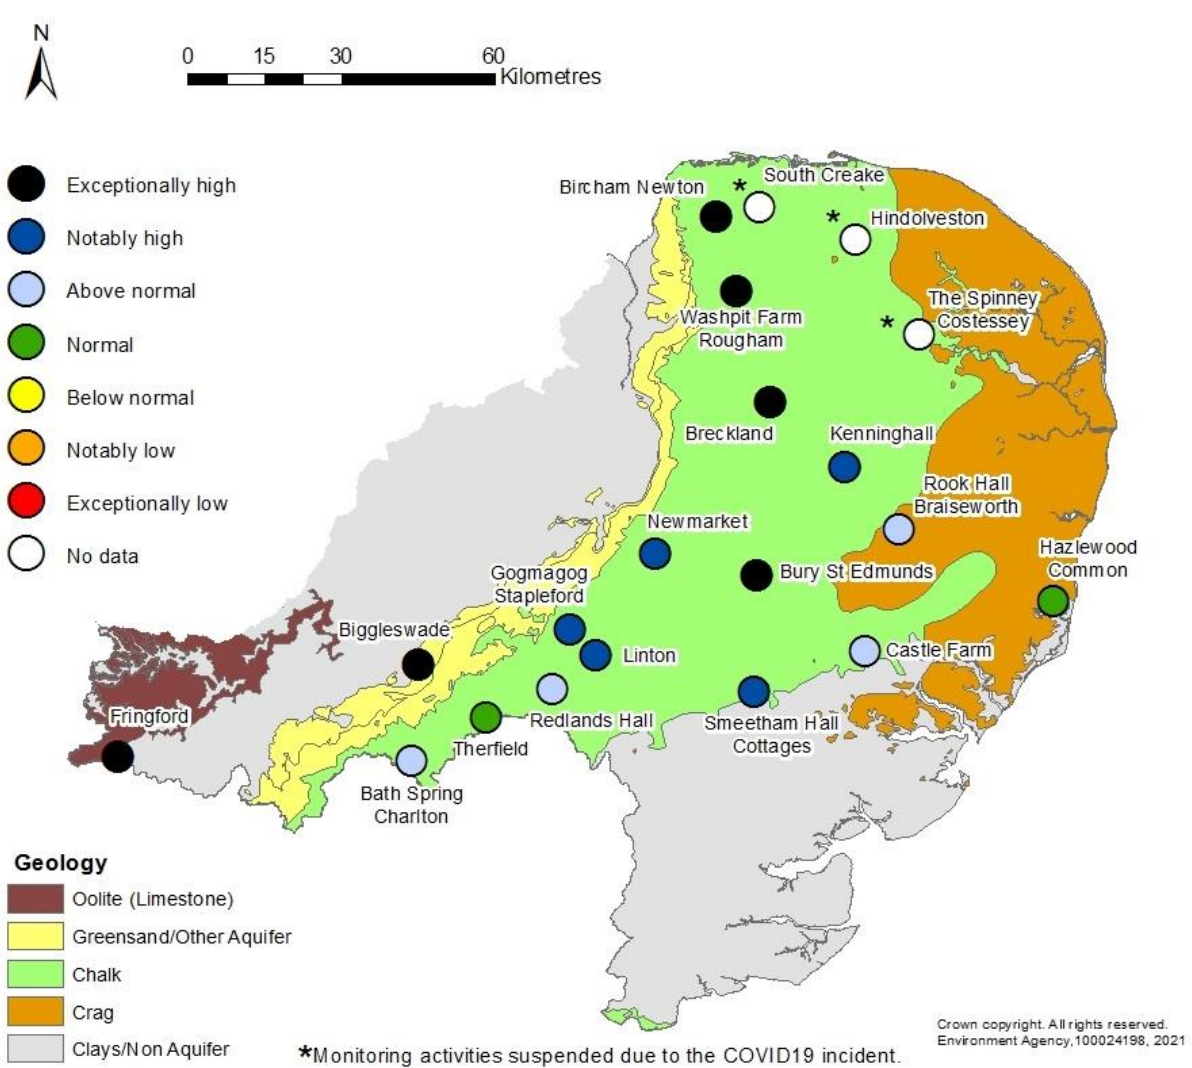 N
0 15 30 60
Kilometres
Exceptionally high
Notably high
Above normal
Normal
Below normal
Notably low
Exceptionally low
No data
Bircham Newton
* South Creake
* Hindolveston
Washpit Farm
Rougham
* The Spinney
Costessey
Breckland
Kenninghall
Rook Hall
Braiseworth
Newmarket
Hazlewood
Common
Gogmagog
Stapleford
Bury St Edmunds
Biggleswade
Linton
Castle Farm
Fringford
Redlands Hall
Smeetham Hall
Cottages
Therfield
Bath Spring
Charlton
Geology
Oolite (Limestone)
Greensand/Other Aquifer
Chalk
Crag
Clays/Non Aquifer
*Monitoring activities suspended due to the COVID19 incident.
Crown copyright. All rights reserved.
Environment Agency,100024198, 2021